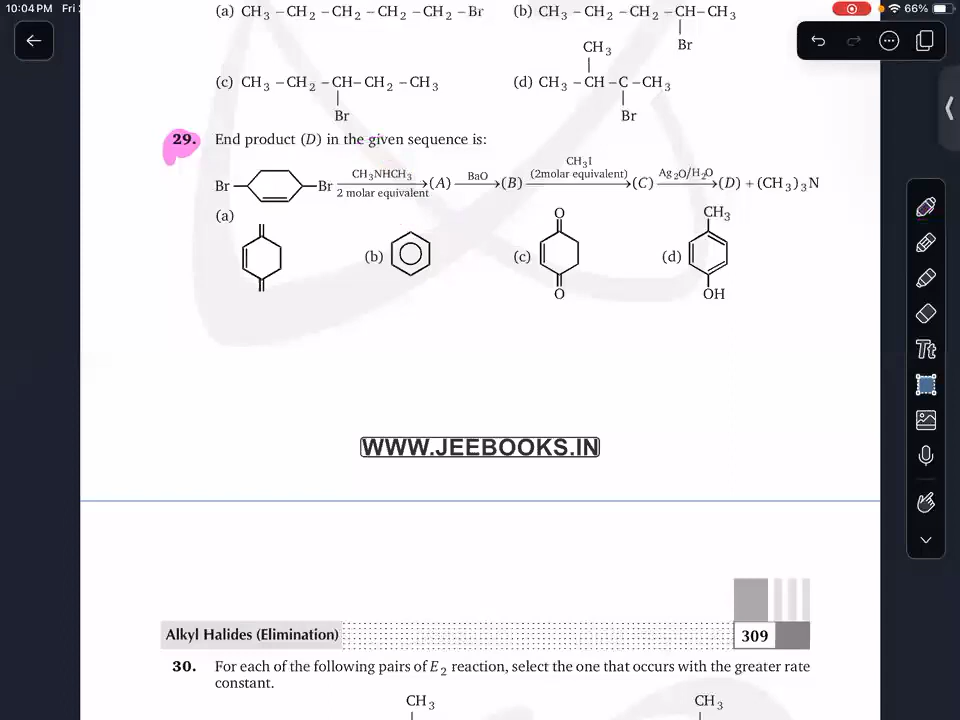 10:04 PM Fri 66%
(a) CH3 – CH2 – CH2 – CH2 – CH2 – Br (b) CH3 – CH2 – CH2 – CH – CH3
Br
CH3
(c) CH3 – CH2 – CH – CH2 – CH3 (d) CH3 – CH – C – CH3
Br Br
29. End product (D) in the given sequence is:
Br Br CH3NHCH3 2 molar equivalent (A) BaO (B) CH3I (2molar equivalent) (C) Ag2O/H2O (D) + (CH3)3N
(a) (b) (c) O O (d) CH3 OH
Tt
WWW.JEEBOOKS.IN
Alkyl Halides (Elimination) 309
30. For each of the following pairs of E2 reaction, select the one that occurs with the greater rate
constant.
CH3 CH3